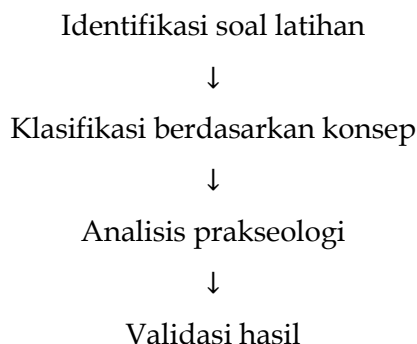 Identifikasi soal latihan
↓
Klasifikasi berdasarkan konsep
↓
Analisis prakseologi
↓
Validasi hasil